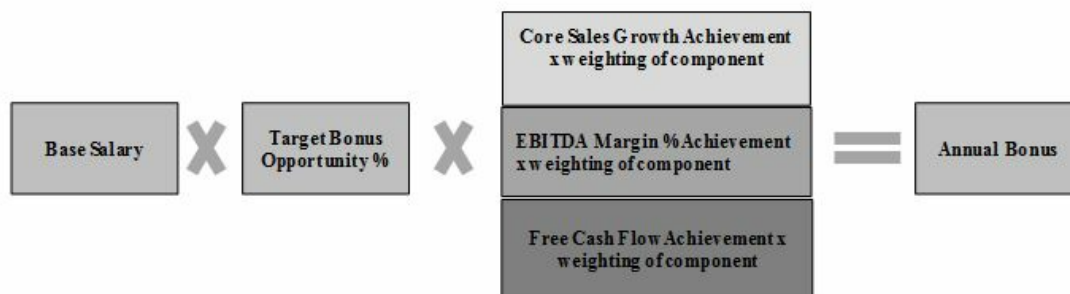 Base Salary
Target Bonus
Opportunity %
Core Sales Growth Achievement
x weighting of component
EBITDA Margin % Achievement
x weighting of component
Free Cash Flow Achievement x
weighting of component
Annual Bonus